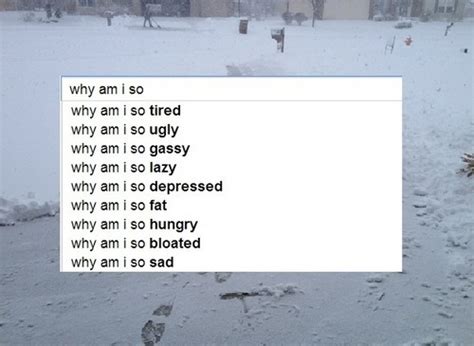 why am i so
why am i so tired
why am i so ugly
why am i so gassy
why am i so lazy
why am i so depressed
why am i so fat
why am i so hungry
why am i so bloated
why am i so sad